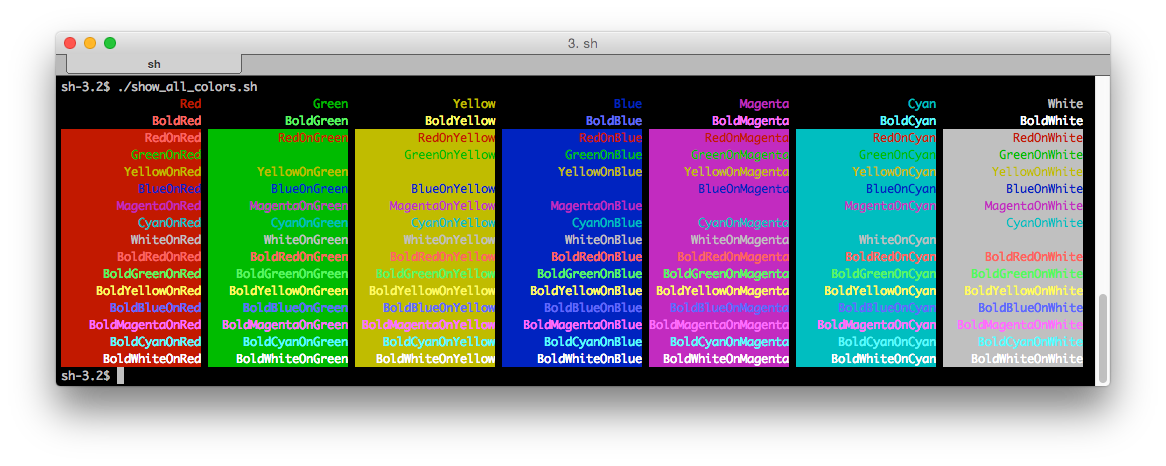 3. sh
sh
sh-3.2$ ./show_all_colors.sh
Red Green Yellow Blue Magenta Cyan White
BoldRed BoldGreen BoldYellow BoldBlue BoldMagenta BoldCyan BoldWhite
RedOnRed RedOnGreen RedOnYellow RedOnBlue RedOnMagenta RedOnCyan RedOnWhite
GreenOnRed GreenOnYellow GreenOnBlue GreenOnMagenta GreenOnCyan GreenOnWhite
YellowOnRed YellowOnGreen YellowOnBlue YellowOnMagenta YellowOnCyan YellowOnWhite
BlueOnRed BlueOnGreen BlueOnYellow BlueOnMagenta BlueOnCyan BlueOnWhite
MagentaOnRed MagentaOnGreen MagentaOnYellow MagentaOnBlue MagentaOnCyan MagentaOnWhite
CyanOnRed CyanOnGreen CyanOnYellow CyanOnBlue CyanOnMagenta CyanOnWhite
WhiteOnRed WhiteOnGreen WhiteOnYellow WhiteOnBlue WhiteOnMagenta WhiteOnCyan
BoldRedOnRed BoldRedOnGreen BoldRedOnYellow BoldRedOnBlue BoldRedOnMagenta BoldRedOnCyan BoldRedOnWhite
BoldGreenOnRed BoldGreenOnGreen BoldGreenOnYellow BoldGreenOnBlue BoldGreenOnMagenta BoldGreenOnCyan BoldGreenOnWhite
BoldYellowOnRed BoldYellowOnGreen BoldYellowOnYellow BoldYellowOnBlue BoldYellowOnMagenta BoldYellowOnCyan BoldYellowOnWhite
BoldBlueOnRed BoldBlueOnGreen BoldBlueOnYellow BoldBlueOnBlue BoldBlueOnMagenta BoldBlueOnCyan BoldBlueOnWhite
BoldMagentaOnRed BoldMagentaOnGreen BoldMagentaOnYellow BoldMagentaOnBlue BoldMagentaOnMagenta BoldMagentaOnCyan BoldMagentaOnWhite
BoldCyanOnRed BoldCyanOnGreen BoldCyanOnYellow BoldCyanOnBlue BoldCyanOnMagenta BoldCyanOnCyan BoldCyanOnWhite
BoldWhiteOnRed BoldWhiteOnGreen BoldWhiteOnYellow BoldWhiteOnBlue BoldWhiteOnMagenta BoldWhiteOnCyan BoldWhiteOnWhite
sh-3.2$